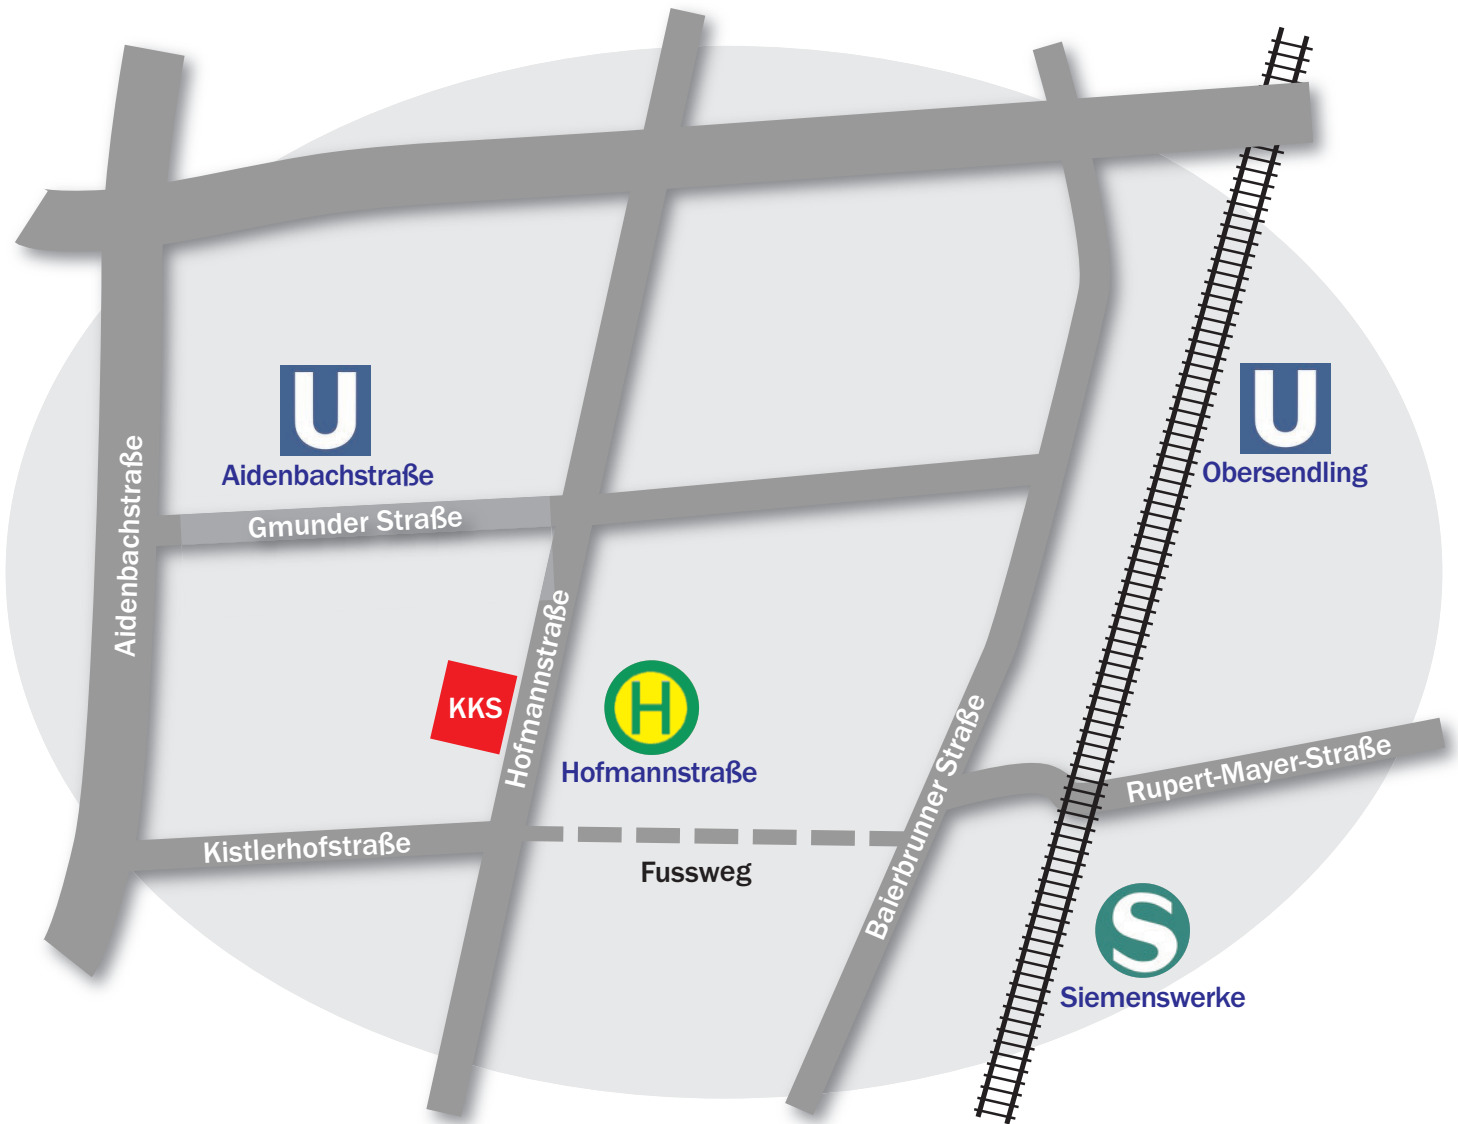 U
Aidenbachstraße
U
Obersendling
Aidenbachstraße
Gmunder Straße
KKS
Hofmannstraße
H
Hofmannstraße
Baierbrunner Straße
Rupert-Mayer-Straße
Kistlerhofstraße
Fussweg
S
Siemenswerke